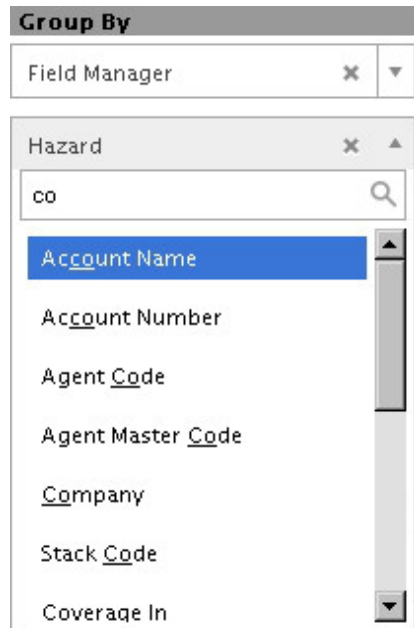 Group By
Field Manager
Hazard
co
Account Name
Account Number
Agent Code
Agent Master Code
Company
Stack Code
Coverage In